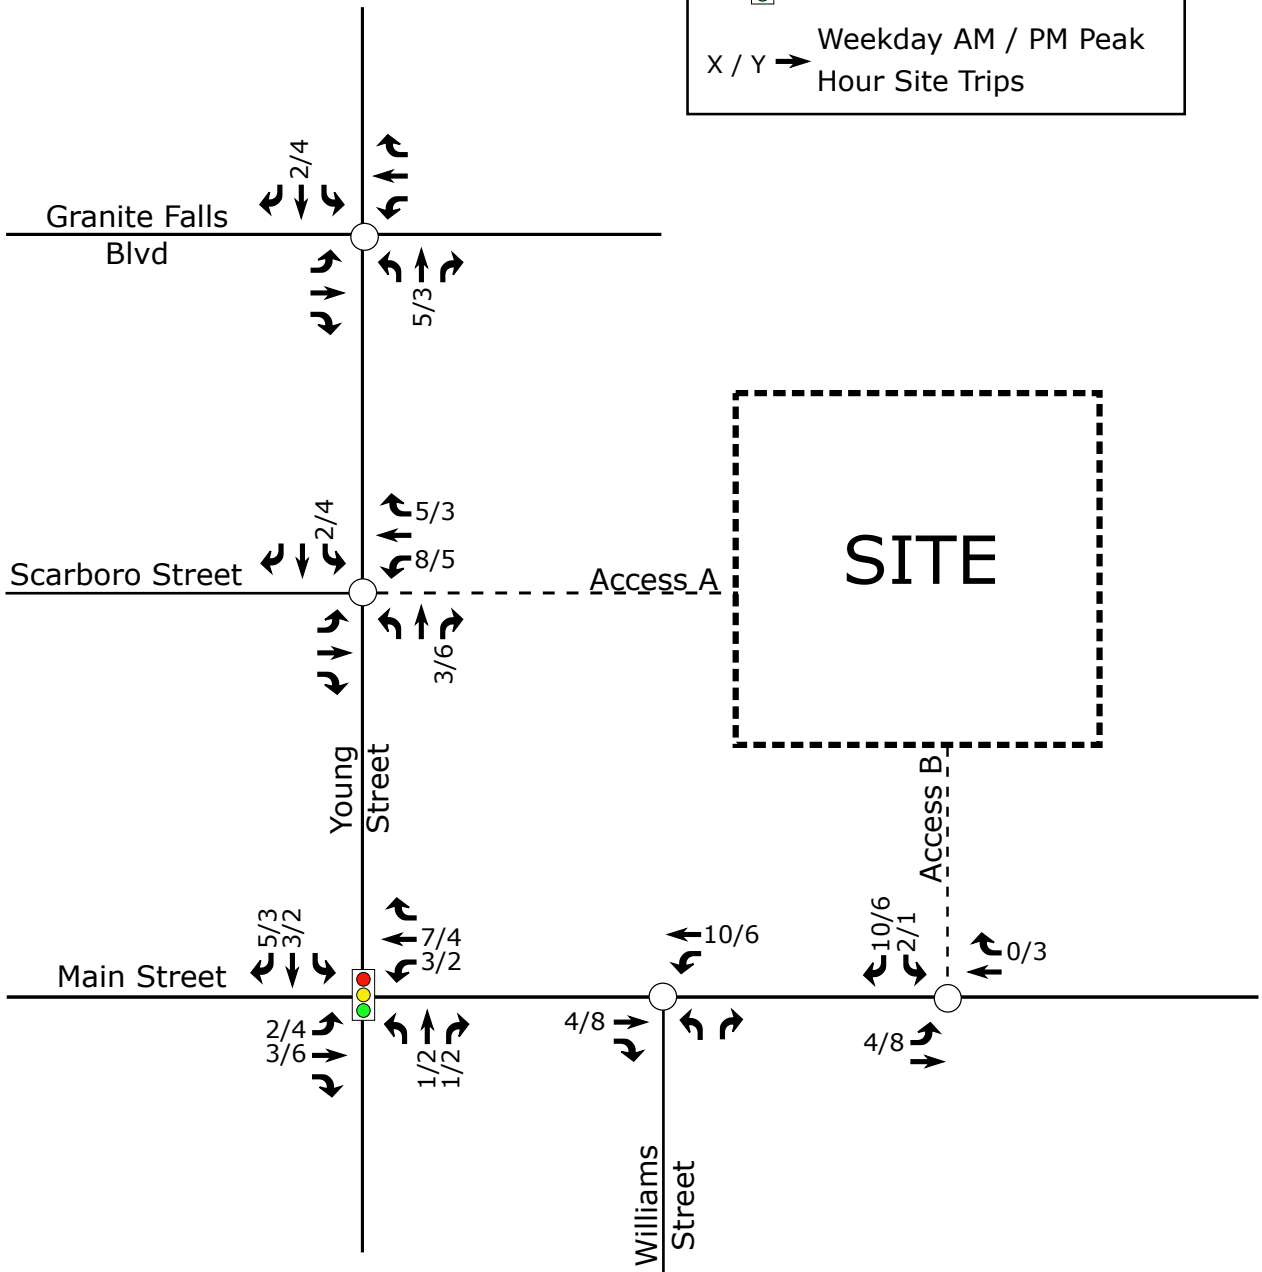 Weekday AM / PM Peak
X / Y
Hour Site Trips
2/4
Granite Falls
Blvd
5/3
2/4
5/3
8/5
Scarboro Street
Access A
SITE
3/6
Young
Street
Access B
5/3
3/2
7/4
3/2
10/6
10/6
2/1
0/3
Main Street
2/4
3/6
1/2
1/2
4/8
4/8
Williams
Street